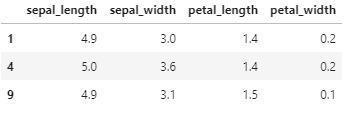 sepal_length sepal_width petal_length petal_width
1 4.9 3.0 1.4 0.2
4 5.0 3.6 1.4 0.2
9 4.9 3.1 1.5 0.1